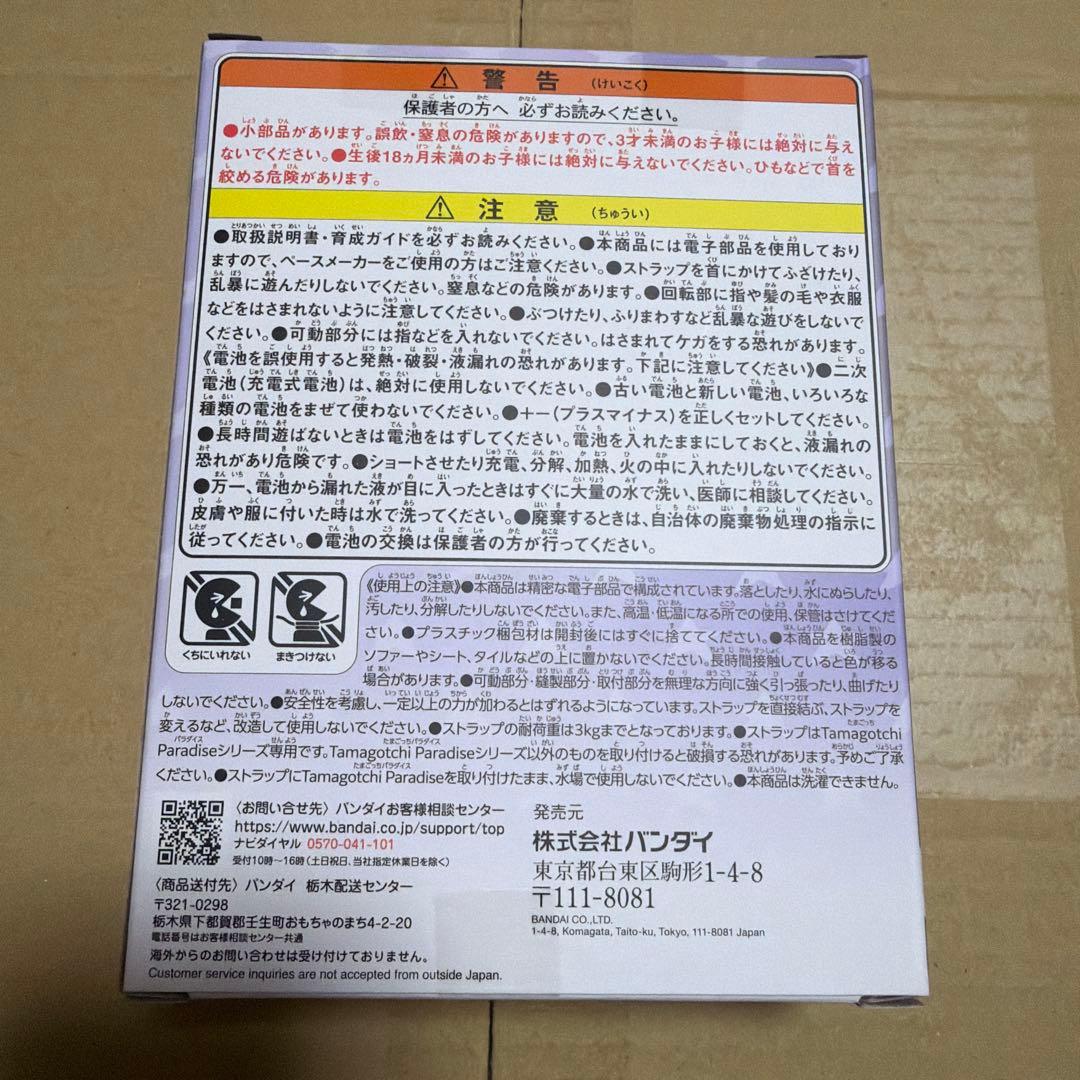 ⚠ 警告 (けいこく)
保護者の方へ 必ずお読みください。
●小部品があります。誤飲・窒息の危険がありますので、3才未満のお子様には絶対に与え
ないでください。●生後18ヵ月未満のお子様には絶対に与えないでください。ひもなどで首を
絞める危険があります。
⚠ 注意 (ちゅうい)
●取扱説明書・育成ガイドを必ずお読みください。●本商品には電子部品を使用しており
ますので、ペースメーカーをご使用の方はご注意ください。●ストラップを首にかけてふざけたり、
乱暴に遊んだりしないでください。窒息などの危険があります。●回転部に指や髪の毛や衣服
などをはさまれないように注意してください。●ぶつけたり、ふりまわすなど乱暴な遊びをしないで
ください。●可動部分には指などを入れないでください。はさまれてケガをする恐れがあります。
《電池を誤使用すると発熱・破裂・液漏れの恐れがあります。下記に注意してください》●二次
電池(充電式電池)は、絶対に使用しないでください。●古い電池と新しい電池、いろいろな
種類の電池をまぜて使わないでください。●+-(プラスマイナス)を正しくセットしてください。
●長時間遊ばないときは電池をはずしてください。電池を入れたままにしておくと、液漏れの
恐れがあり危険です。●ショートさせたり充電、分解、加熱、火の中に入れたりしないでください。
●万一、電池から漏れた液が目に入ったときはすぐに大量の水で洗い、医師に相談してください。
皮膚や服に付いた時は水で洗ってください。●廃棄するときは、自治体の廃棄物処理の指示に
従ってください。●電池の交換は保護者の方が行ってください。
くちにいれない
まきつけない
《使用上の注意》●本商品は精密な電子部品で構成されています。落としたり、水にぬらしたり、
汚したり、分解したりしないでください。また、高温・低温になる所での使用、保管はさけてくだ
さい。●プラスチック梱包材は開封後にはすぐに捨ててください。●本商品を樹脂製の
ソファーやシート、タイルなどの上に置かないでください。長時間接触していると色が移る
場合があります。●可動部分・縫製部分・取付部分を無理な方向に強く引っ張ったり、曲げたり
しないでください。●安全性を考慮し、一定以上の力が加わるとはずれるようになっています。ストラップを直接結ぶ、ストラップを
変えるなど、改造して使用しないでください。●ストラップの耐荷重は3kgまでとなっております。●ストラップはTamagotchi
Paradiseシリーズ専用です。Tamagotchi Paradiseシリーズ以外のものを取り付けると破損する恐れがあります。予めご了承
ください。●ストラップにTamagotchi Paradiseを取り付けたまま、水場で使用しないでください。●本商品は洗濯できません。
〈お問い合せ先〉バンダイお客様相談センター
https://www.bandai.co.jp/support/top
ナビダイヤル 0570-041-101
受付10時〜16時(土日祝日、当社指定休業日を除く)
〈商品送付先〉バンダイ 栃木配送センター
〒321-0298
栃木県下都賀郡壬生町おもちゃのまち4-2-20
電話番号はお客様相談センター共通
海外からのお問い合わせは受け付けておりません。
Customer service inquiries are not accepted from outside Japan.
発売元
株式会社バンダイ
東京都台東区駒形1-4-8
〒111-8081
BANDAI CO.,LTD.
1-4-8, Komagata, Taito-ku, Tokyo, 111-8081 Japan